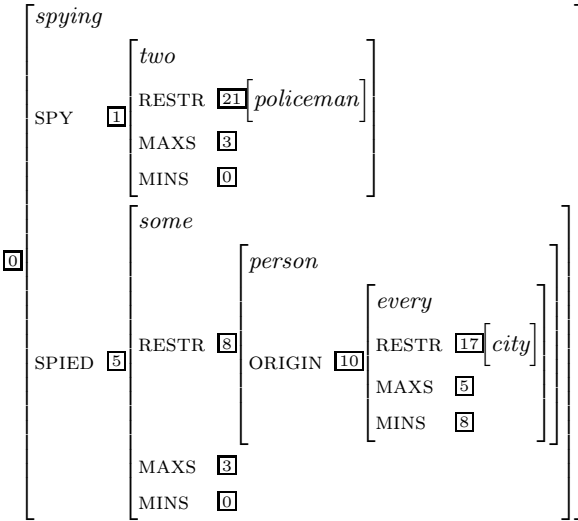 spying
two
RESTR 21 policeman
SPY 1
MAXS 3
MINS 0
some
0
person
every
RESTR 8
RESTR 17 city
SPIED 5
ORIGIN 10
MAXS 5
MINS 8
MAXS 3
MINS 0